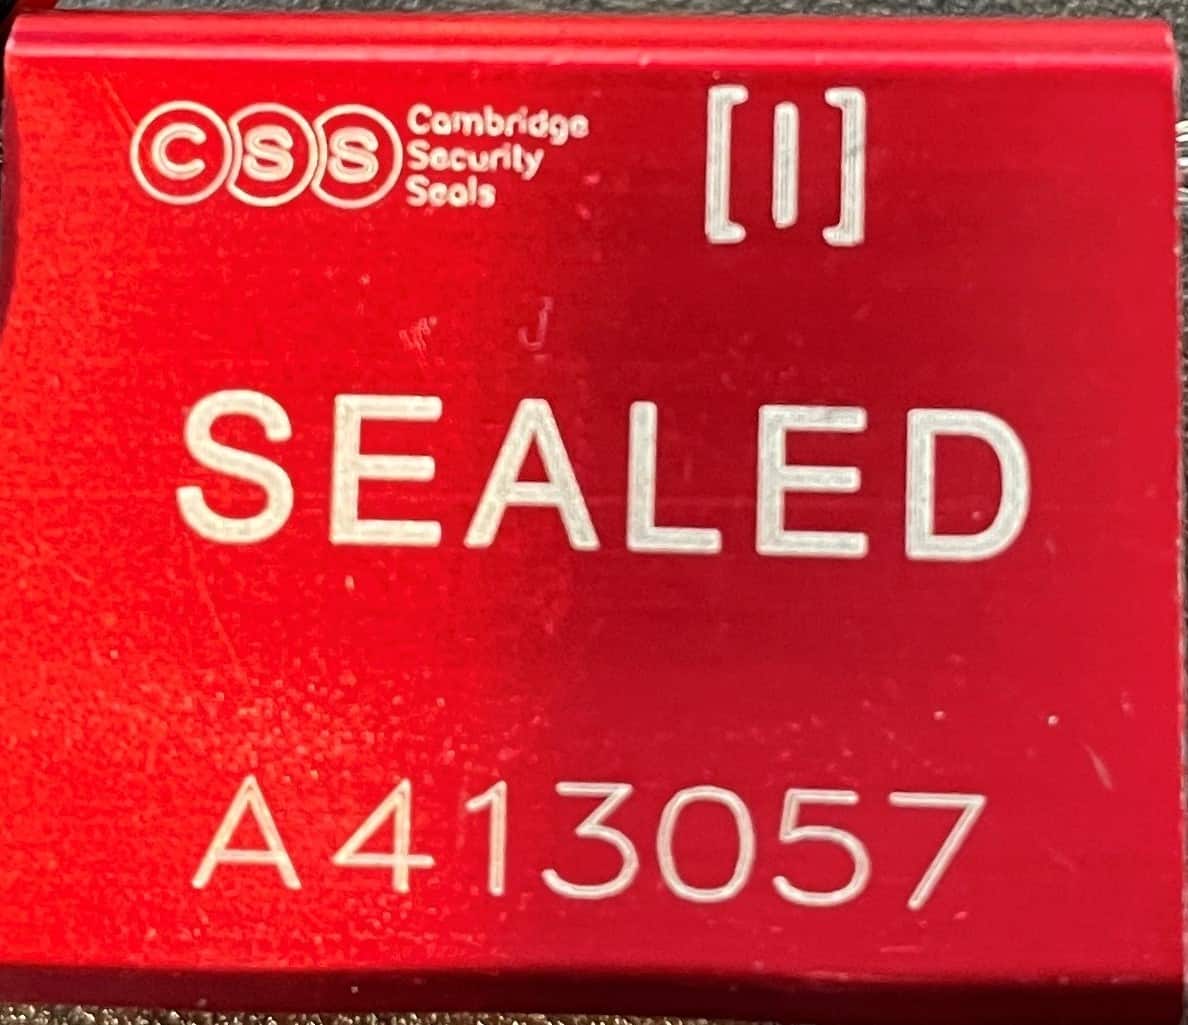 CSS Cambridge
Security
Seals
[I]
SEALED
A413057